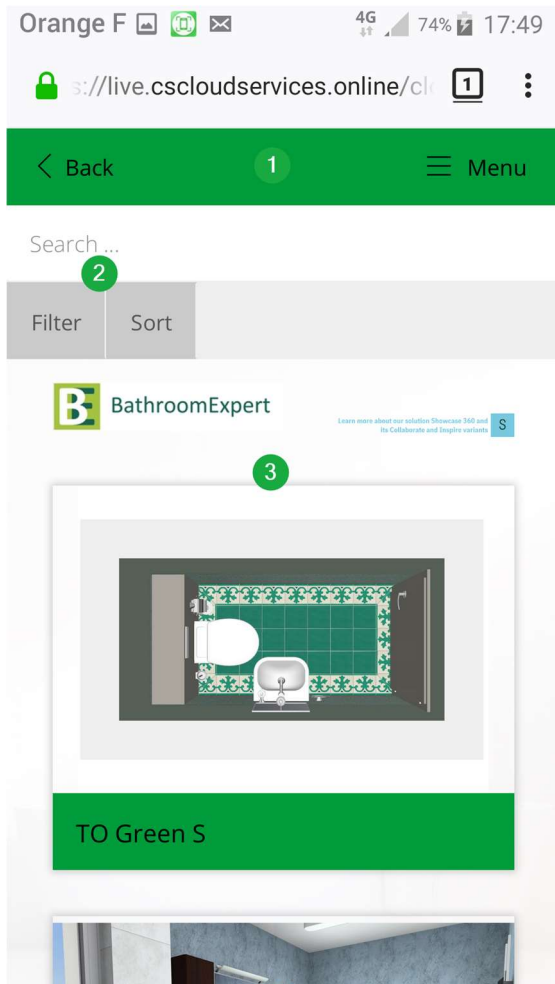 Orange F 4G 74% 17:49
s://live.cscloudservices.online/cl 1
Back 1 Menu
Search ...
2
Filter Sort
BE BathroomExpert
Learn more about our solution Showcase 360 and
its Collaborate and Inspire variants S
3
TO Green S